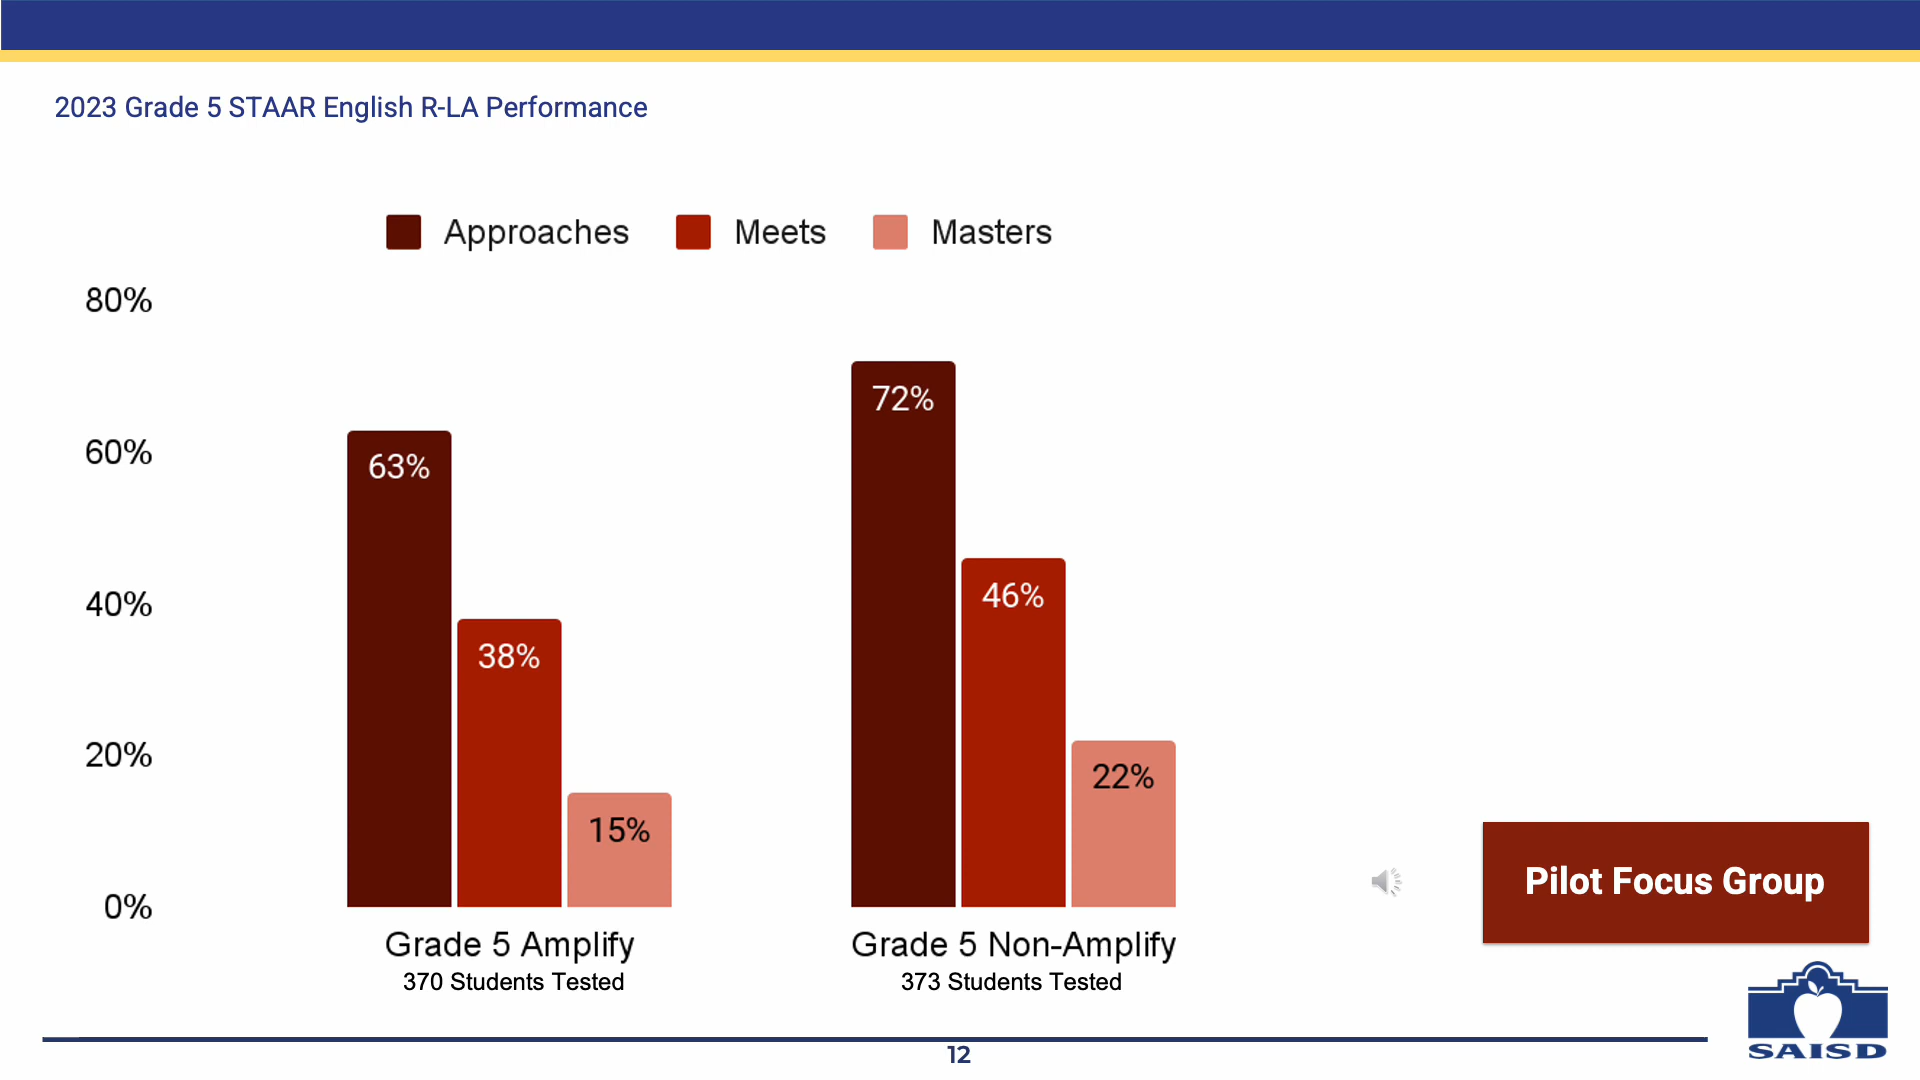 2023 Grade 5 STAAR English R-LA Performance
Approaches Meets Masters
80%
60%
40%
20%
0%
63%
38%
15%
72%
46%
22%
Grade 5 Amplify
370 Students Tested
Grade 5 Non-Amplify
373 Students Tested
Pilot Focus Group
SAISD
12